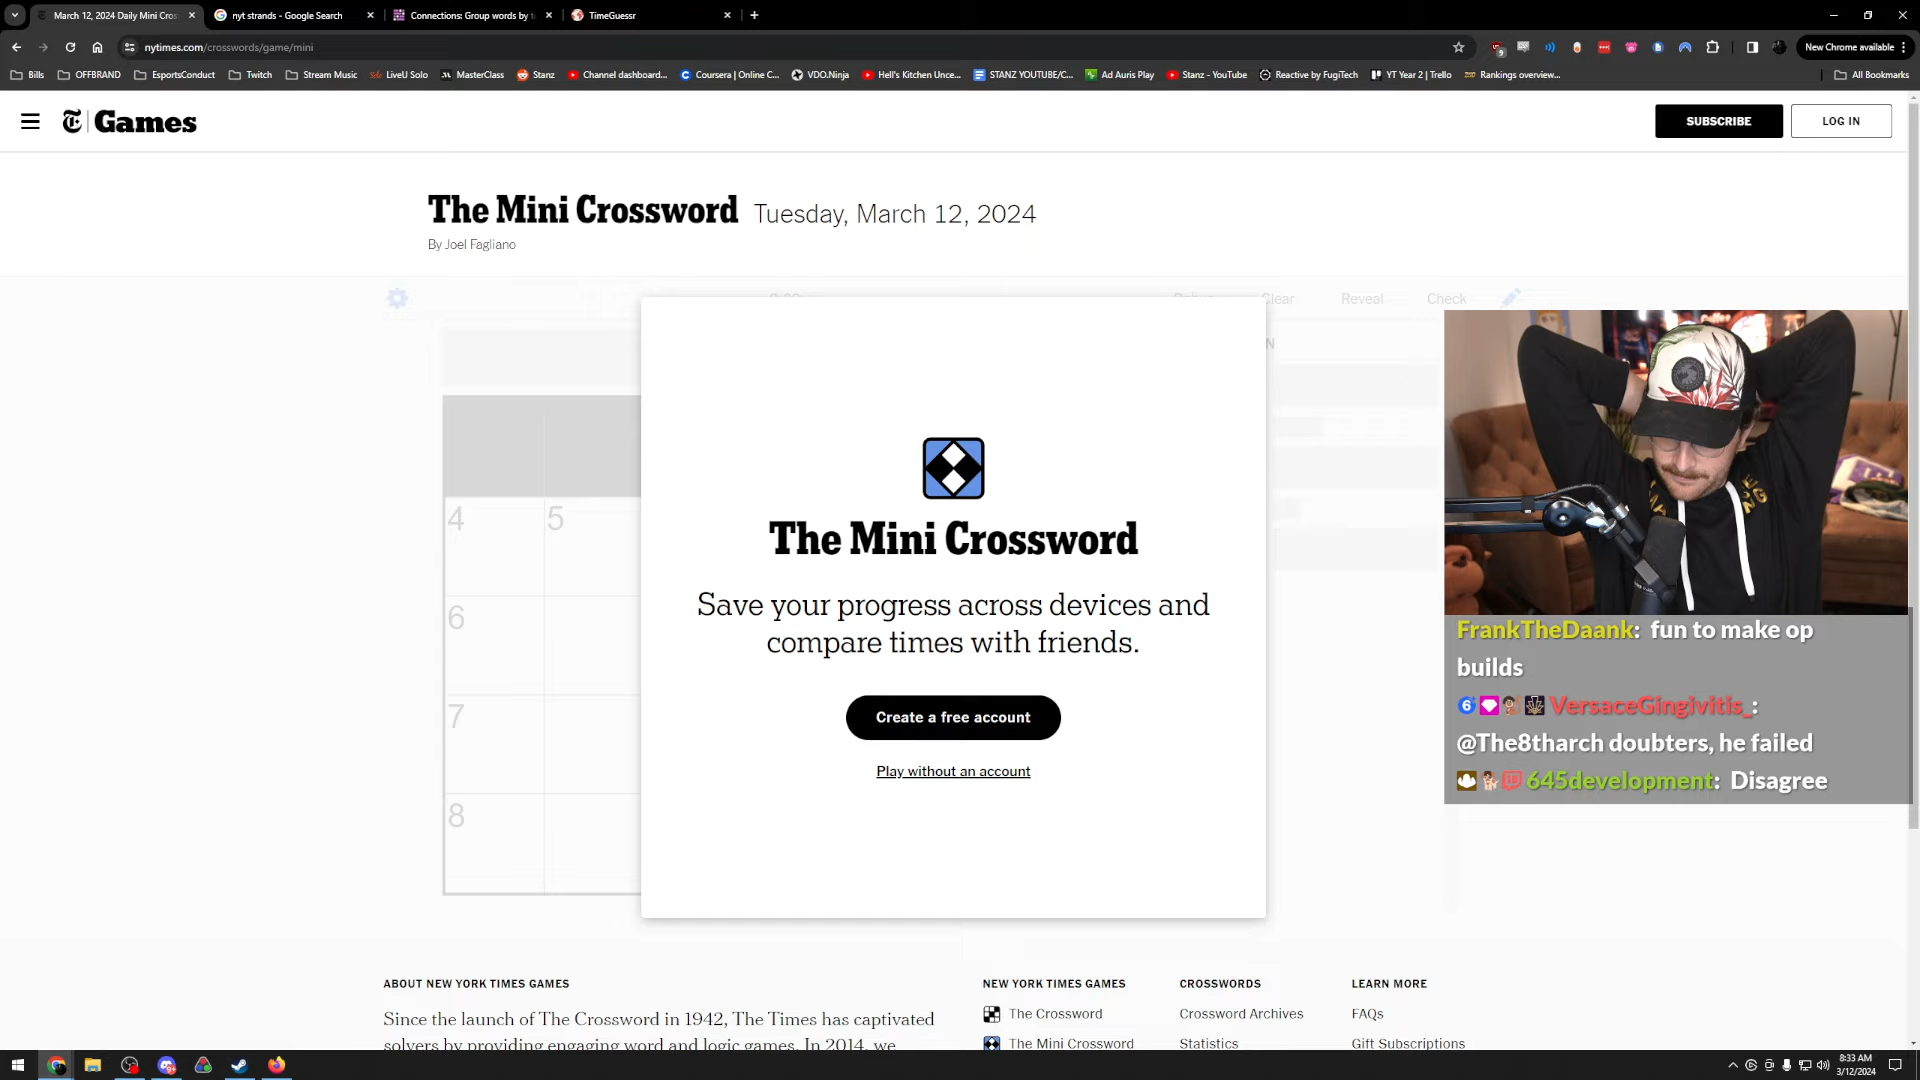 March 12, 2024 Daily Mini Cros
nyt strands - Google Search
Connections: Group words by t
TimeGuessr
nytimes.com/crosswords/game/mini
9
New Chrome available
Bills
OFFBRAND
EsportsConduct
Twitch
Stream Music
LiveU Solo
MasterClass
Stanz
Channel dashboard...
Coursera | Online C...
VDO.Ninja
Hell's Kitchen Unce...
STANZ YOUTUBE/C...
Ad Auris Play
Stanz - YouTube
Reactive by FugiTech
YT Year 2 | Trello
Rankings overview...
All Bookmarks
T Games
SUBSCRIBE
LOG IN
The Mini Crossword Tuesday, March 12, 2024
By Joel Fagliano
Clear
Reveal
Check
N
4 5
6
7
8
The Mini Crossword
Save your progress across devices and
compare times with friends.
Create a free account
Play without an account
FrankTheDaank: fun to make op
builds
6 VersaceGingivitis_:
@The8tharch doubters, he failed
645development: Disagree
ABOUT NEW YORK TIMES GAMES
Since the launch of The Crossword in 1942, The Times has captivated
solvers by providing engaging word and logic games. In 2014, we
NEW YORK TIMES GAMES
The Crossword
The Mini Crossword
CROSSWORDS
Crossword Archives
Statistics
LEARN MORE
FAQs
Gift Subscriptions
8:33 AM
3/12/2024